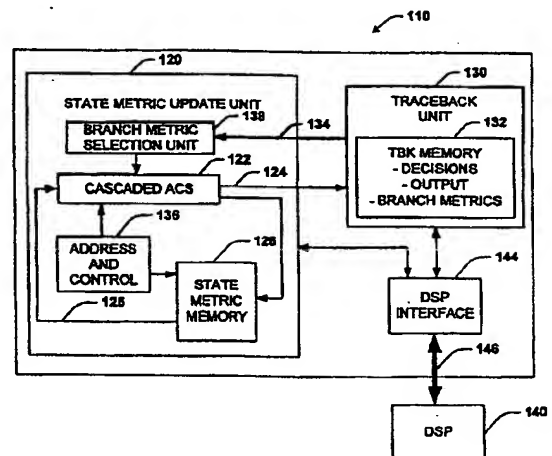 110
120
130
STATE METRIC UPDATE UNIT
138
BRANCH METRIC
SELECTION UNIT
134
TRACEBACK
UNIT
132
TBK MEMORY
- DECISIONS
- OUTPUT
- BRANCH METRICS
122
124
CASCADED ACS
136
ADDRESS
AND
CONTROL
126
STATE
METRIC
MEMORY
125
144
DSP
INTERFACE
146
140
DSP